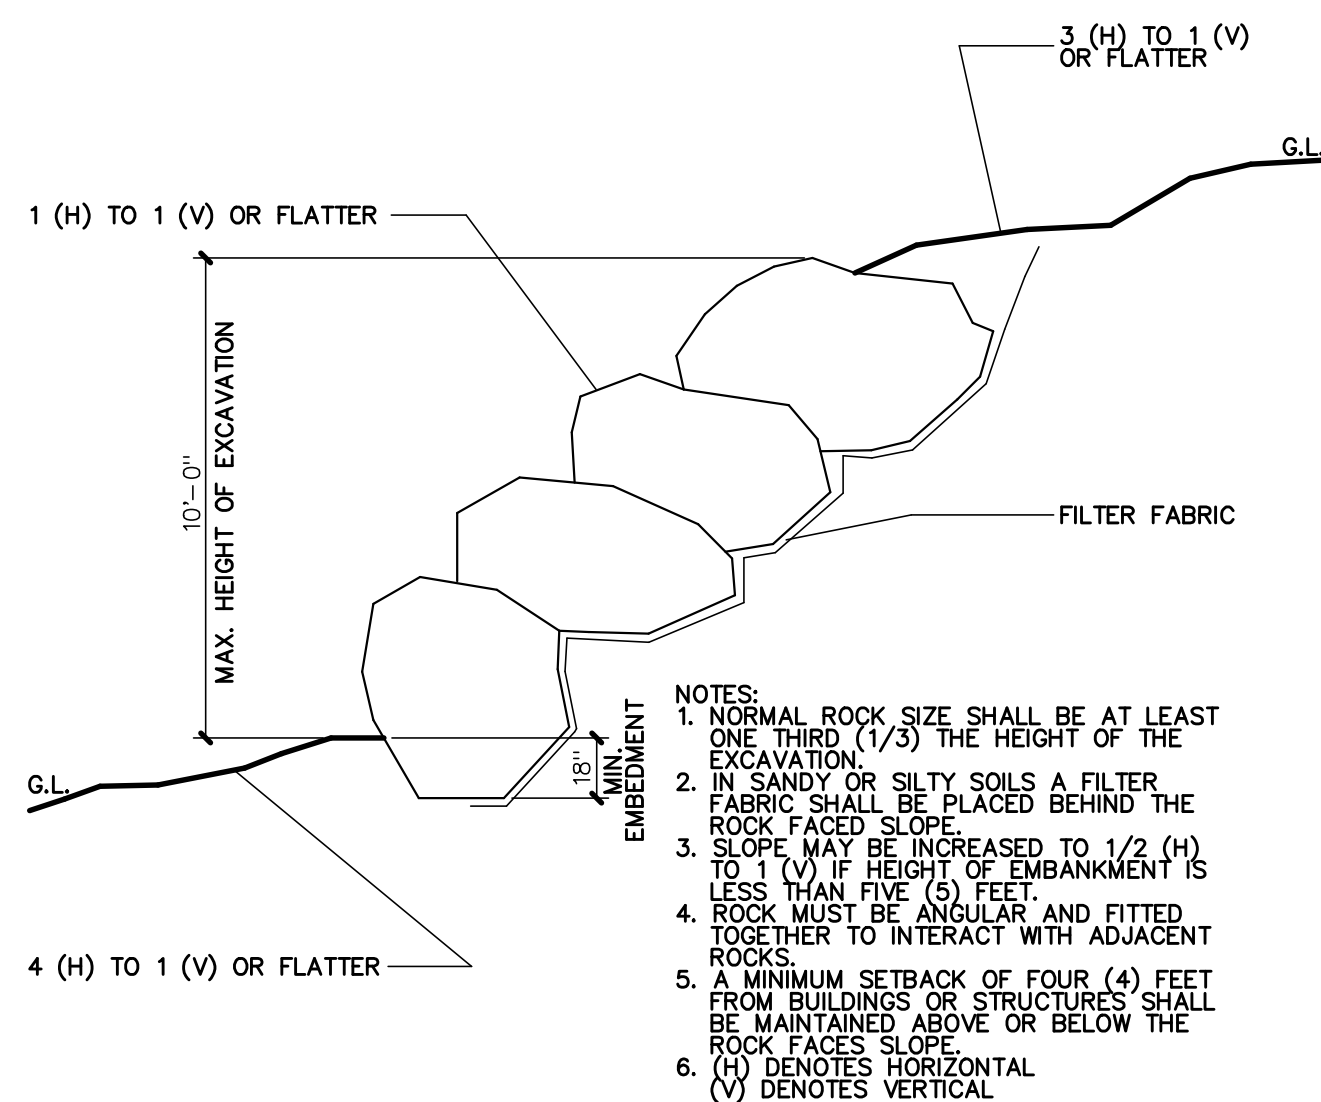 3 (H) TO 1 (V)
OR FLATTER
G.L.
1 (H) TO 1 (V) OR FLATTER
10'-0"
MAX. HEIGHT OF EXCAVATION
FILTER FABRIC
18"
MIN.
EMBEDMENT
G.L.
4 (H) TO 1 (V) OR FLATTER
NOTES:
1. NORMAL ROCK SIZE SHALL BE AT LEAST
ONE THIRD (1/3) THE HEIGHT OF THE
EXCAVATION.
2. IN SANDY OR SILTY SOILS A FILTER
FABRIC SHALL BE PLACED BEHIND THE
ROCK FACED SLOPE.
3. SLOPE MAY BE INCREASED TO 1/2 (H)
TO 1 (V) IF HEIGHT OF EMBANKMENT IS
LESS THAN FIVE (5) FEET.
4. ROCK MUST BE ANGULAR AND FITTED
TOGETHER TO INTERACT WITH ADJACENT
ROCKS.
5. A MINIMUM SETBACK OF FOUR (4) FEET
FROM BUILDINGS OR STRUCTURES SHALL
BE MAINTAINED ABOVE OR BELOW THE
ROCK FACES SLOPE.
6. (H) DENOTES HORIZONTAL
(V) DENOTES VERTICAL